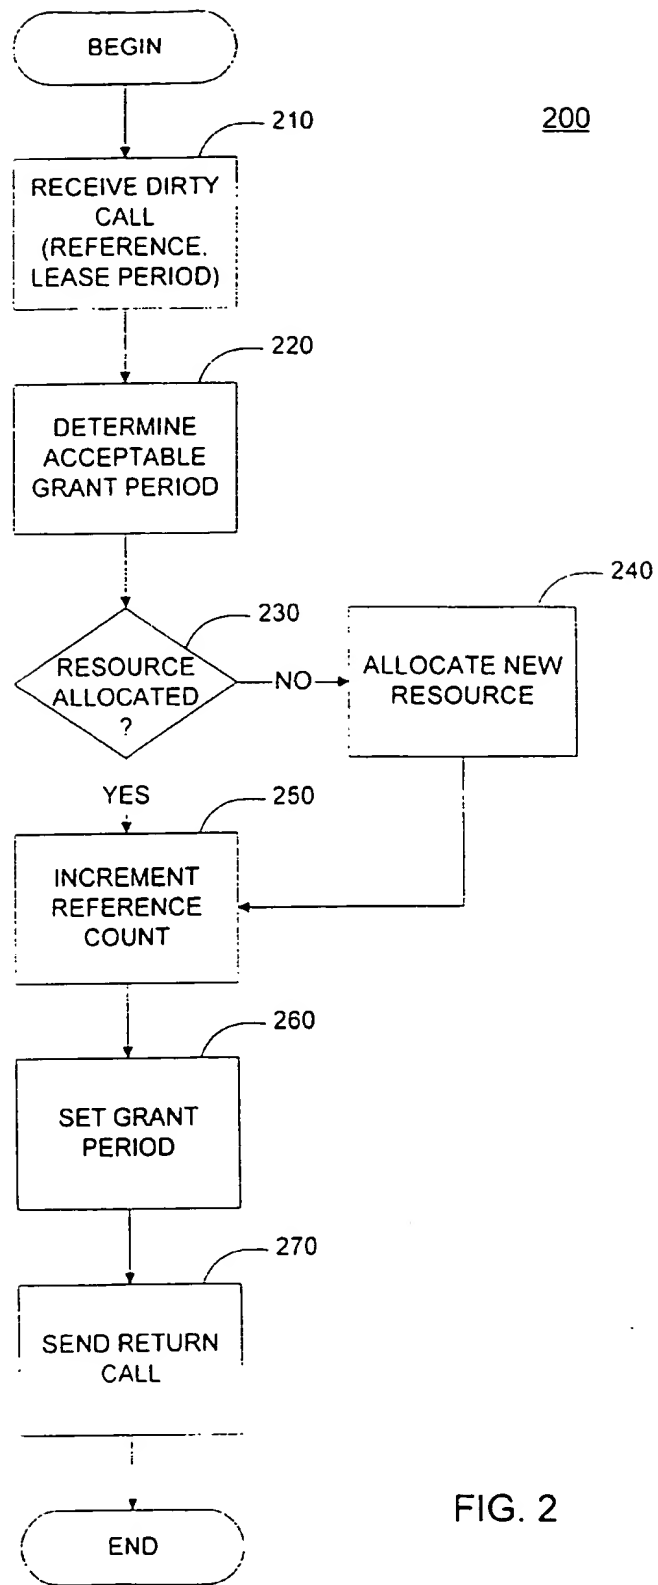 BEGIN
200
210
RECEIVE DIRTY
CALL
(REFERENCE.
LEASE PERIOD)
220
DETERMINE
ACCEPTABLE
GRANT PERIOD
230
RESOURCE
ALLOCATED
?
NO
240
ALLOCATE NEW
RESOURCE
YES
250
INCREMENT
REFERENCE
COUNT
260
SET GRANT
PERIOD
270
SEND RETURN
CALL
END
FIG. 2